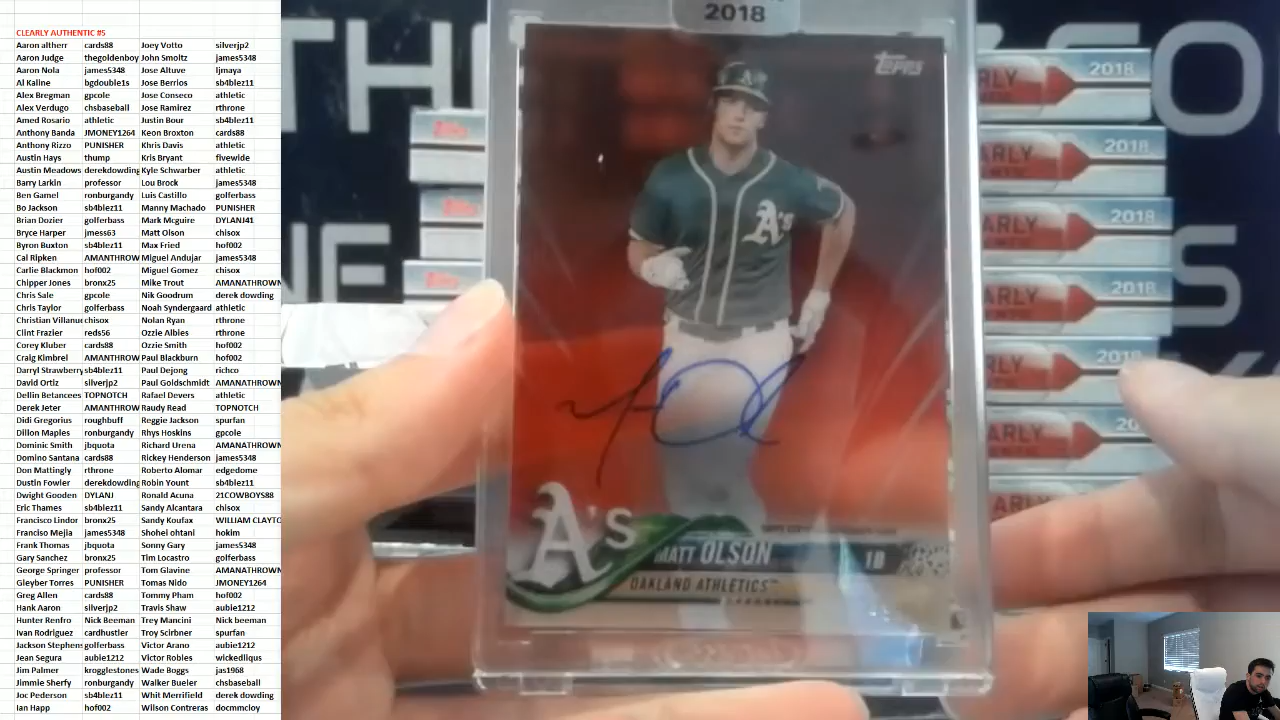 CLEARLY AUTHENTIC #5
Aaron altherr cards88 Joey Votto silverjp2
Aaron Judge thegoldenboy John Smoltz james5348
Aaron Nola james5348 Jose Altuve ljmaya
Al Kaline bgdouble1s Jose Berrios sb4blez11
Alex Bregman gpcole Jose Conseco athletic
Alex Verdugo chsbaseball Jose Ramirez rthrone
Amed Rosario athletic Justin Bour sb4blez11
Anthony Banda JMONEY1264 Keon Broxton cards88
Anthony Rizzo PUNISHER Khris Davis athletic
Austin Hays thump Kris Bryant fivewide
Austin Meadows derekdowding Kyle Schwarber athletic
Barry Larkin professor Lou Brock james5348
Ben Gamel ronburgandy Luis Castillo golferbass
Bo Jackson sb4blez11 Manny Machado PUNISHER
Brian Dozier golferbass Mark Mcguire DYLANJ41
Bryce Harper jmess63 Matt Olson chisox
Byron Buxton sb4blez11 Max Fried hof002
Cal Ripken AMANTHROW Miguel Andujar james5348
Carlie Blackmon hof002 Miguel Gomez chisox
Chipper Jones bronx25 Mike Trout AMANATHROWN
Chris Sale gpcole Nik Goodrum derek dowding
Chris Taylor golferbass Noah Syndergaard athletic
Christian Villanue chisox Nolan Ryan rthrone
Clint Frazier reds56 Ozzie Albies rthrone
Corey Kluber cards88 Ozzie Smith hof002
Craig Kimbrel AMANTHROW Paul Blackburn hof002
Darryl Strawberry sb4blez11 Paul Dejong richco
David Ortiz silverjp2 Paul Goldschmidt AMANATHROWN
Dellin Betancees TOPNOTCH Rafael Devers athletic
Derek Jeter AMANTHROW Raudy Read TOPNOTCH
Didi Gregorius roughbuff Reggie Jackson spurfan
Dillon Maples ronburgandy Rhys Hoskins gpcole
Dominic Smith jbquota Richard Urena AMANATHROWN
Domino Santana cards88 Rickey Henderson james5348
Don Mattingly rthrone Roberto Alomar edgedome
Dustin Fowler derekdowding Robin Yount sb4blez11
Dwight Gooden DYLANJ Ronald Acuna 21COWBOYS88
Eric Thames sb4blez11 Sandy Alcantara chisox
Francisco Lindor bronx25 Sandy Koufax WILLIAM CLAYTO
Franciso Mejia james5348 Shohei ohtani hokim
Frank Thomas jbquota Sonny Gary james5348
Gary Sanchez bronx25 Tim Locastro golferbass
George Springer professor Tom Glavine AMANATHROWN
Gleyber Torres PUNISHER Tomas Nido JMONEY1264
Greg Allen cards88 Tommy Pham hof002
Hank Aaron silverjp2 Travis Shaw aubie1212
Hunter Renfro Nick Beeman Trey Mancini Nick beeman
Ivan Rodriguez cardhustler Troy Scirbner spurfan
Jackson Stephens golferbass Victor Arano aubie1212
Jean Segura aubie1212 Victor Robles wickedliqus
Jim Palmer krogglestones Wade Boggs jas1968
Jimmie Sherfy ronburgandy Walker Bueler chsbaseball
Joc Pederson sb4blez11 Whit Merrifield derek dowding
Ian Happ hof002 Wilson Contreras docmmcloy
2018
Topps
A's
A's
MATT OLSON 1B
OAKLAND ATHLETICS
2018
2018
2018
2018
2018